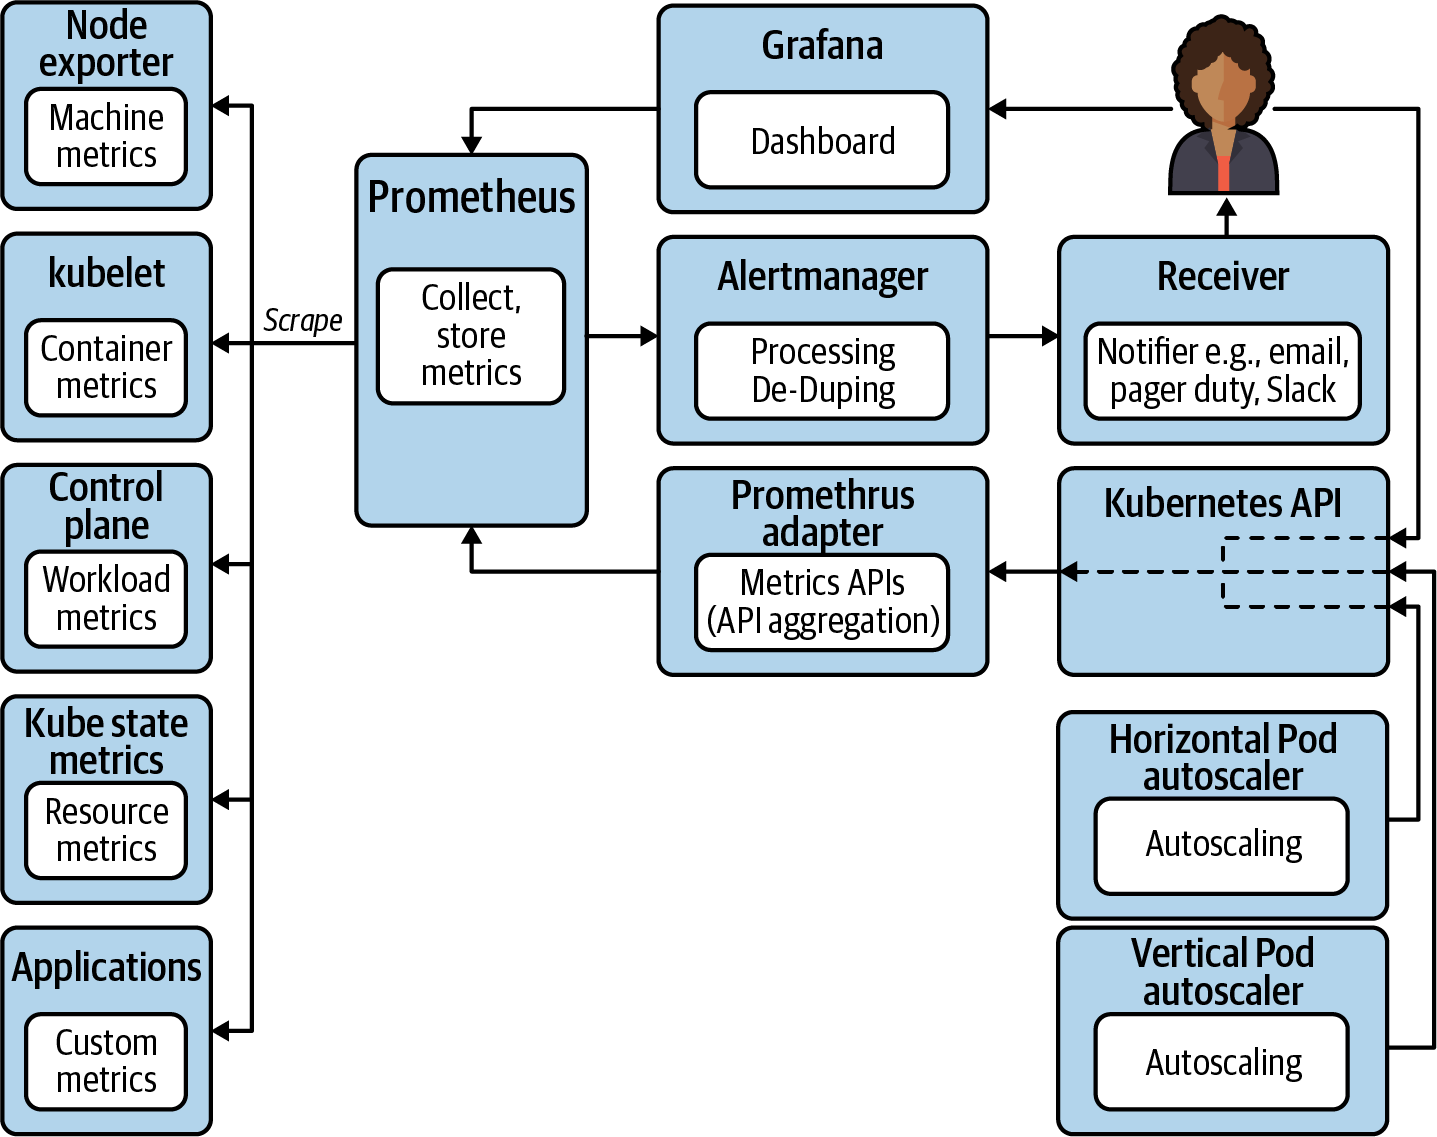 Node
exporter
Machine
metrics
kubelet
Container
metrics
Control
plane
Workload
metrics
Kube state
metrics
Resource
metrics
Applications
Custom
metrics
Scrape
Prometheus
Collect,
store
metrics
Grafana
Dashboard
Alertmanager
Processing
De-Duping
Promethrus
adapter
Metrics APIs
(API aggregation)
Receiver
Notifier e.g., email,
pager duty, Slack
Kubernetes API
Horizontal Pod
autoscaler
Autoscaling
Vertical Pod
autoscaler
Autoscaling